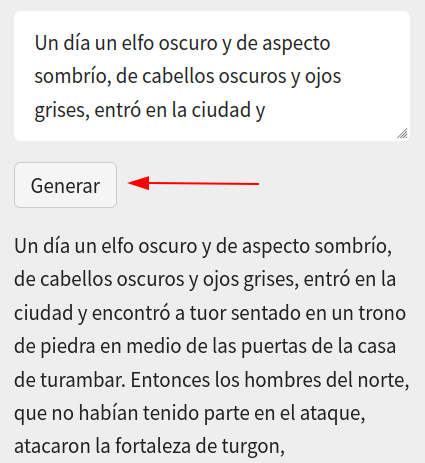 Un día un elfo oscuro y de aspecto
sombrío, de cabellos oscuros y ojos
grises, entró en la ciudad y
Generar
Un día un elfo oscuro y de aspecto sombrío,
de cabellos oscuros y ojos grises, entró en la
ciudad y encontró a tuor sentado en un trono
de piedra en medio de las puertas de la casa
de turambar. Entonces los hombres del norte,
que no habían tenido parte en el ataque,
atacaron la fortaleza de turgon,